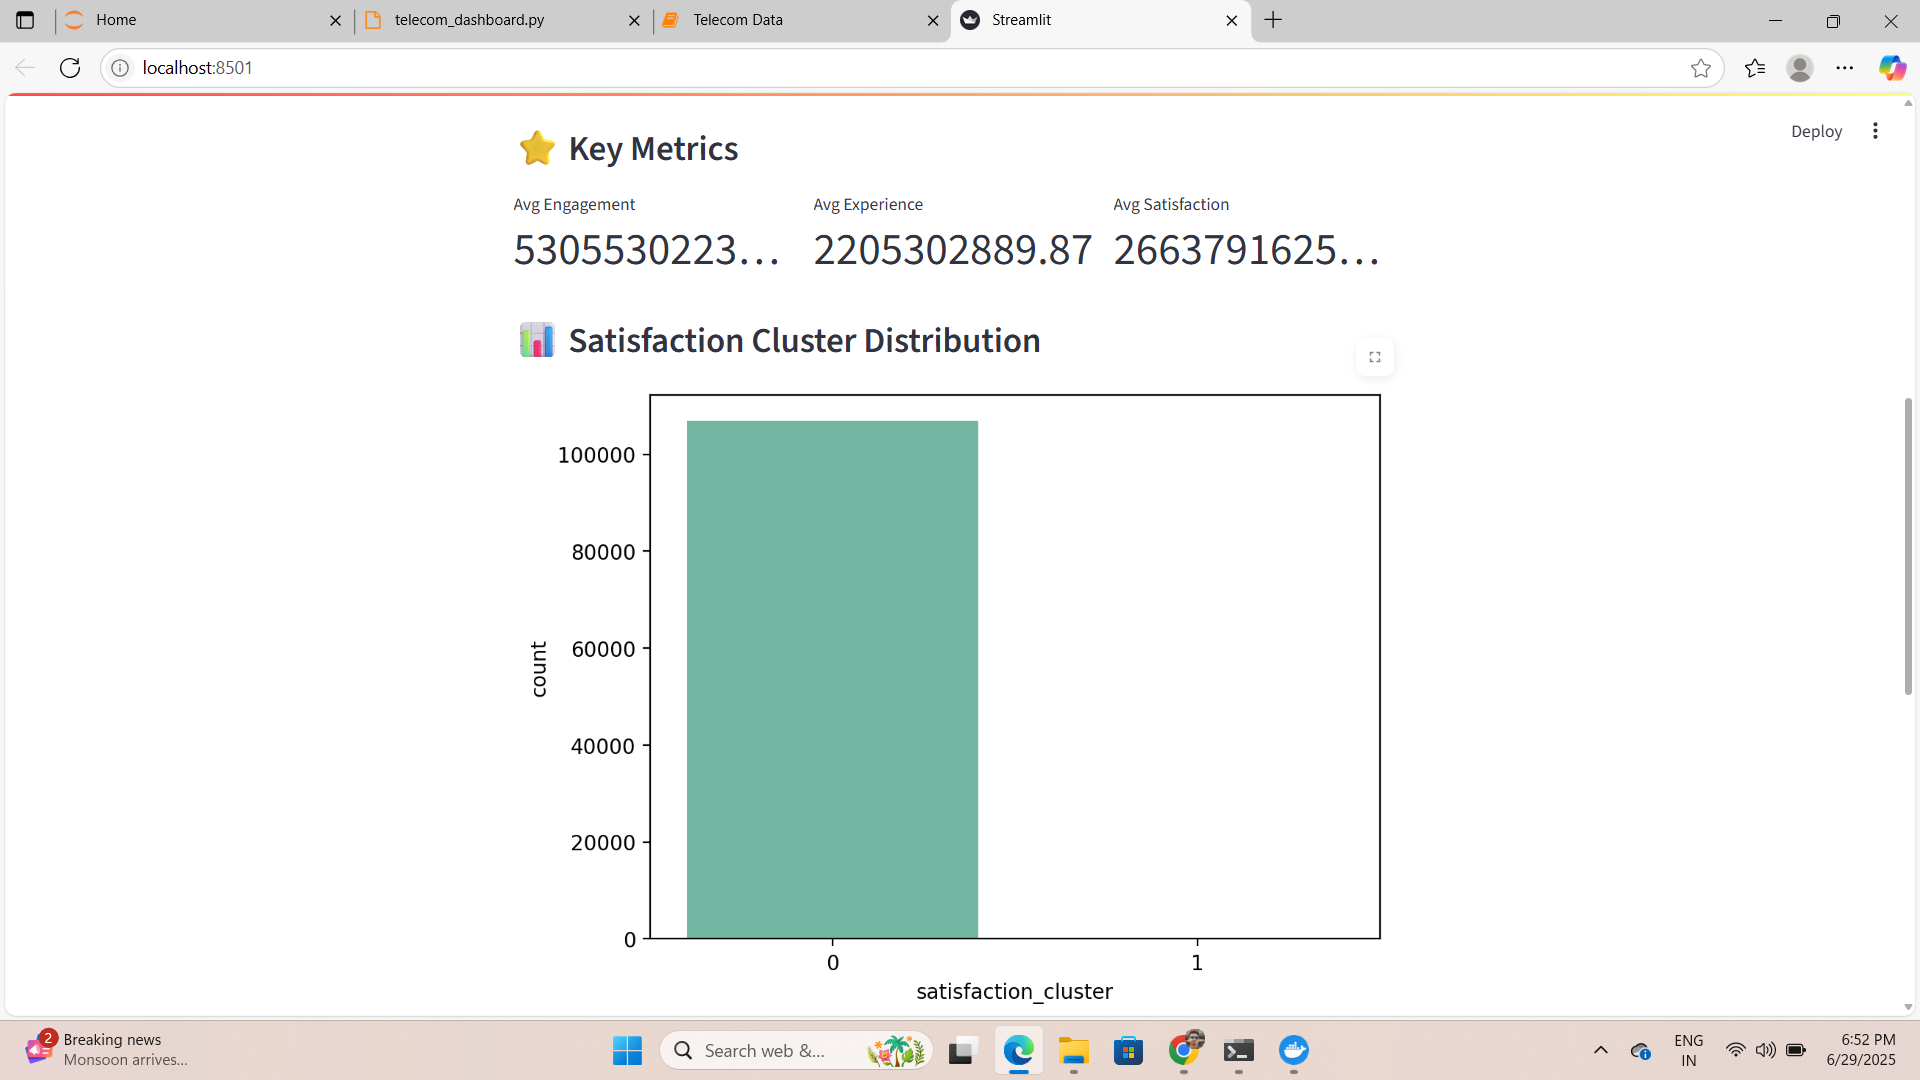 Home
telecom_dashboard.py
Telecom Data
Streamlit
localhost:8501
Deploy
Key Metrics
Avg Engagement
Avg Experience
Avg Satisfaction
5305530223...
2205302889.87
2663791625...
Satisfaction Cluster Distribution
100000
80000
60000
40000
20000
0
count
0
1
satisfaction_cluster
2
Breaking news
Monsoon arrives...
Search web &...
ENG
IN
6:52 PM
6/29/2025